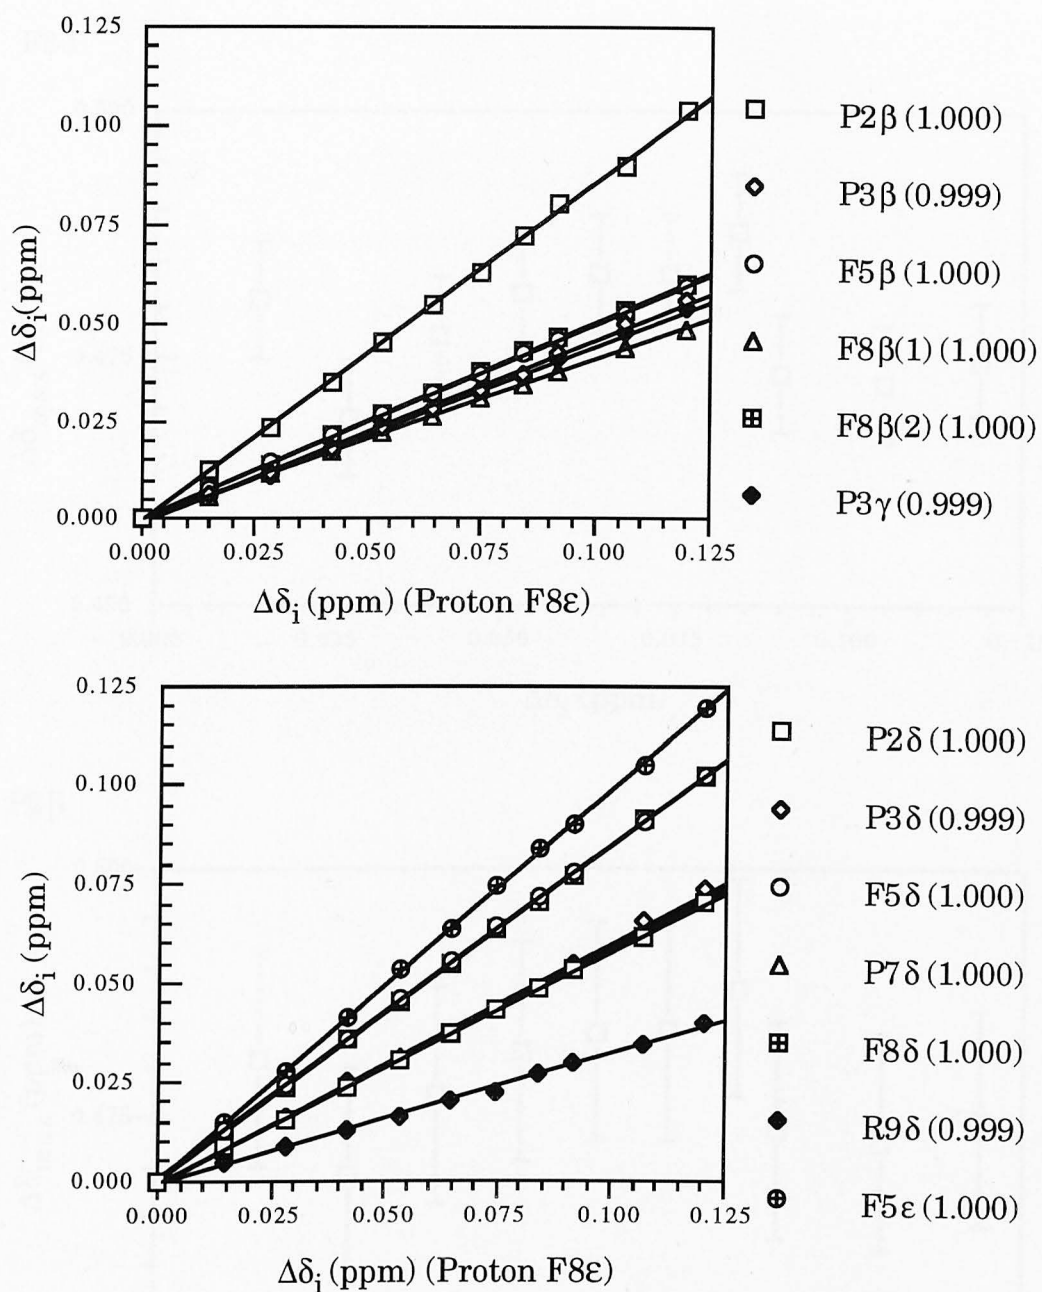 0.125
0.100
0.075
0.050
0.025
0.000
Δδi(ppm)
0.000 0.025 0.050 0.075 0.100 0.125
Δδi (ppm) (Proton F8ε)
P2β (1.000)
P3β (0.999)
F5β (1.000)
F8β(1) (1.000)
F8β(2) (1.000)
P3γ (0.999)
0.125
0.100
0.075
0.050
0.025
0.000
Δδi (ppm)
0.000 0.025 0.050 0.075 0.100 0.125
Δδi (ppm) (Proton F8ε)
P2δ (1.000)
P3δ (0.999)
F5δ (1.000)
P7δ (1.000)
F8δ (1.000)
R9δ (0.999)
F5ε (1.000)